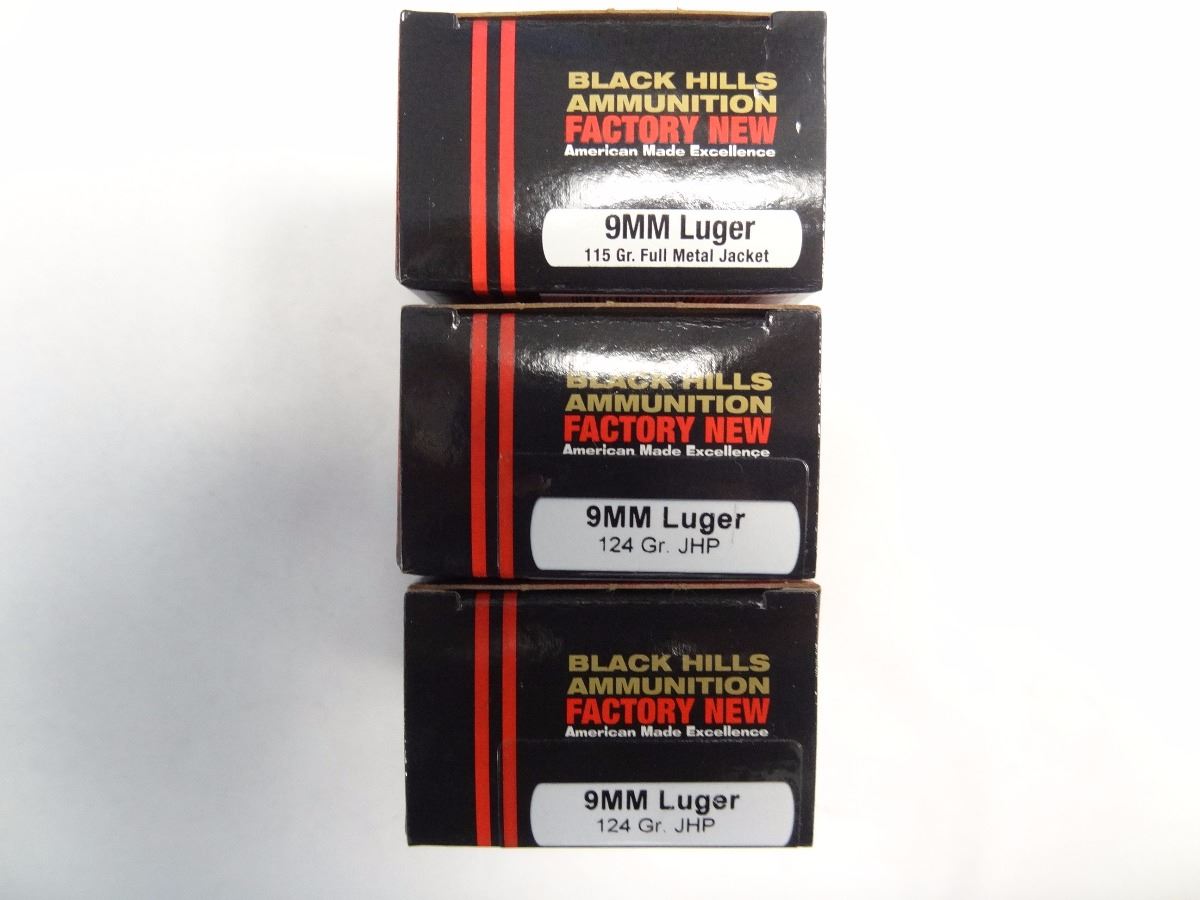 BLACK HILLS
AMMUNITION
FACTORY NEW
American Made Excellence
9MM Luger
115 Gr. Full Metal Jacket
BLACK HILLS
AMMUNITION
FACTORY NEW
American Made Excellence
9MM Luger
124 Gr. JHP
BLACK HILLS
AMMUNITION
FACTORY NEW
American Made Excellence
9MM Luger
124 Gr. JHP